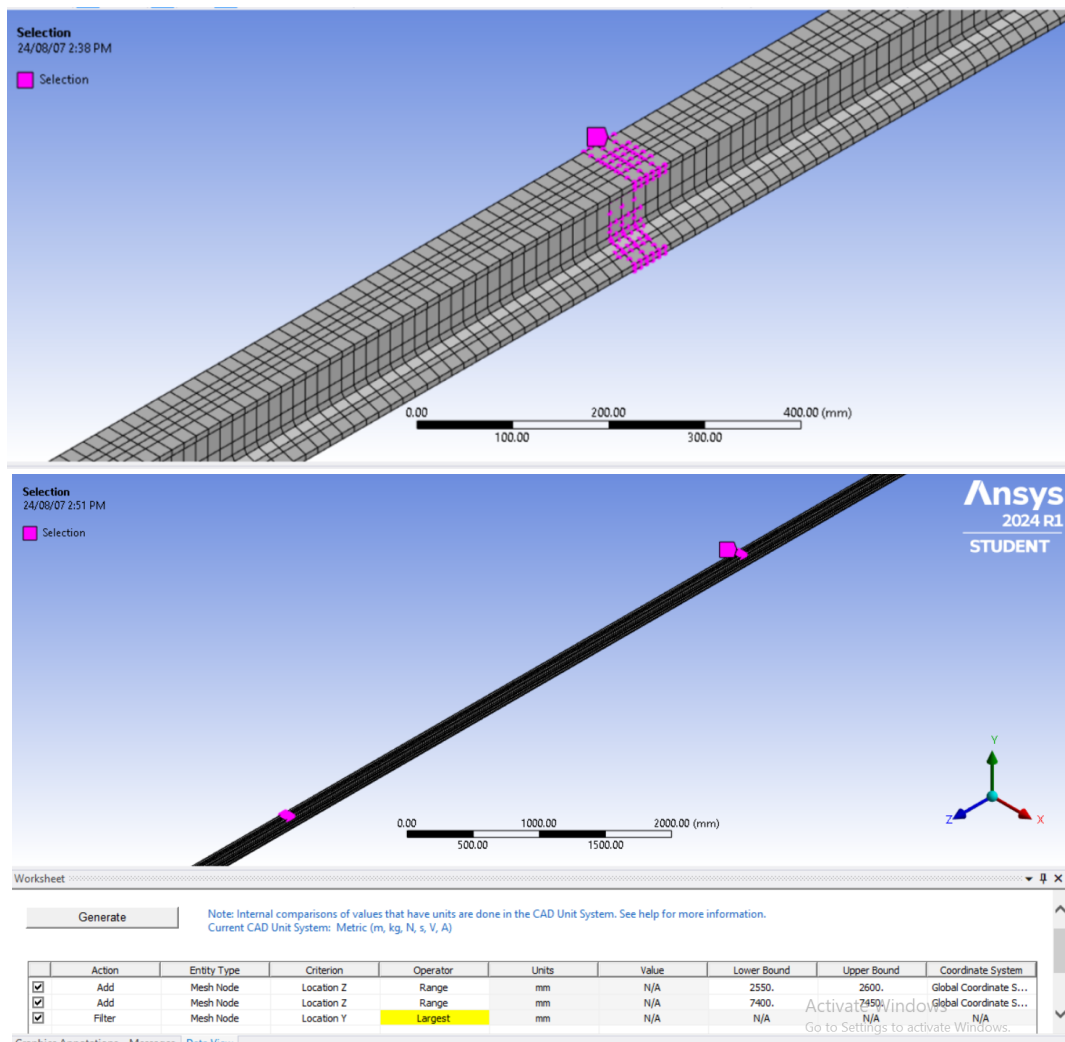 Selection
24/08/07 2:38 PM
Selection
0.00 200.00 400.00 (mm)
100.00 300.00
Selection
24/08/07 2:51 PM
Selection
Ansys
2024 R1
STUDENT
0.00 1000.00 2000.00 (mm)
500.00 1500.00
Y
Z X
Worksheet
Generate
Note: Internal comparisons of values that have units are done in the CAD Unit System. See help for more information.
Current CAD Unit System: Metric (m, kg, N, s, V, A)
Action Entity Type Criterion Operator Units Value Lower Bound Upper Bound Coordinate System
Add Mesh Node Location Z Range mm N/A 2550. 2600. Global Coordinate S...
Add Mesh Node Location Z Range mm N/A 7400. 7450. Global Coordinate S...
Filter Mesh Node Location Y Largest mm N/A N/A N/A N/A
Activate Windows
Go to Settings to activate Windows.